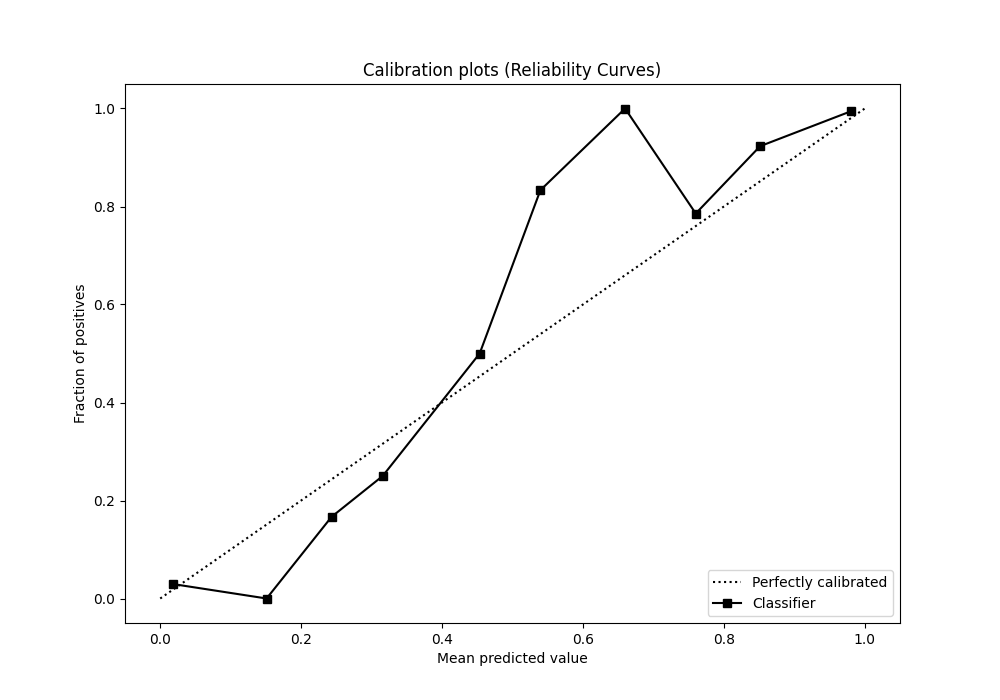 Calibration plots (Reliability Curves)
1.0
0.8
0.6
0.4
0.2
0.0
Fraction of positives
0.0 0.2 0.4 0.6 0.8 1.0
Mean predicted value
Perfectly calibrated
Classifier